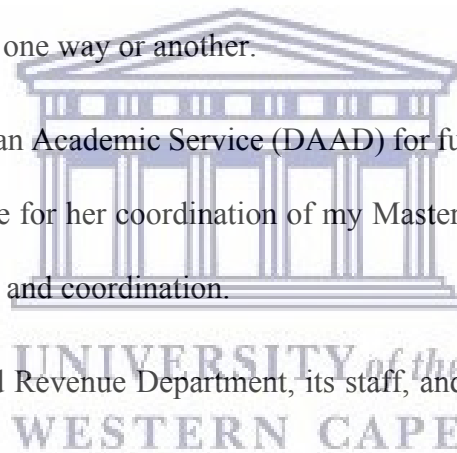 one way or another.
an Academic Service (DAAD) for fu
e for her coordination of my Master
and coordination.
UNIVERSITY of the
d Revenue Department, its staff, and
WESTERN CAPE